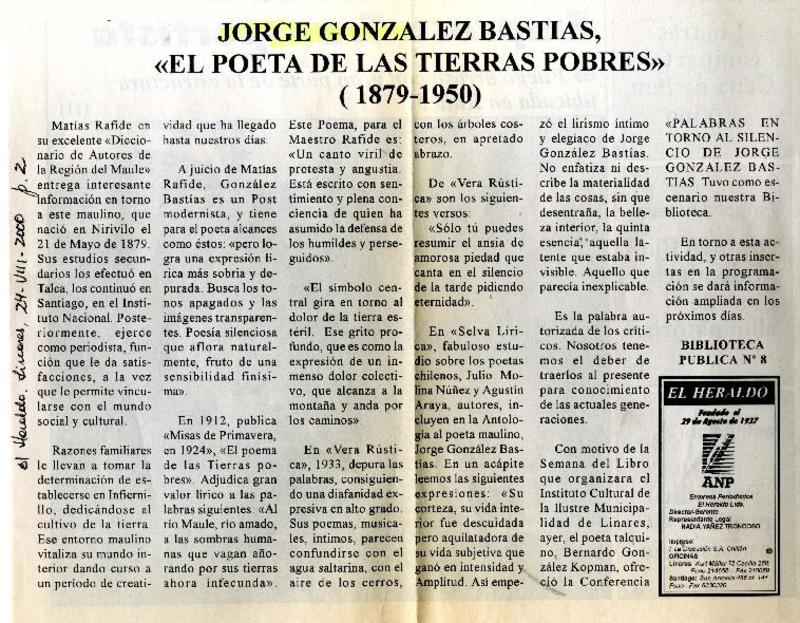 JORGE GONZALEZ BASTIAS,
«EL POETA DE LAS TIERRAS POBRES»
( 1879-1950)
el Heraldo, Linares, 24-VIII-2000 p. 2
Matías Rafide en
su excelente «Diccio-
nario de Autores de
la Región del Maule»
entrega interesante
información en torno
a este maulino, que
nació en Nirivilo el
21 de Mayo de 1879.
Sus estudios secun-
darios los efectuó en
Talca, los continuó en
Santiago, en el Insti-
tuto Nacional. Poste-
riormente, ejerce
como periodista, fun-
ción que le da satis-
facciones, a la vez
que le permite vincu-
larse con el mundo
social y cultural.
Razones familiares
le llevan a tomar la
determinación de es-
tablecerse en Infierni-
llo, dedicándose al
cultivo de la tierra.
Ese entorno maulino
vitaliza su mundo in-
terior dando curso a
un período de creati-
vidad que ha llegado
hasta nuestros días.
A juicio de Matías
Rafide, González
Bastías es un Post
modernista, y tiene
para el poeta alcances
como éstos: «pero lo-
gra una expresión lí-
rica más sobria y de-
purada. Busca los to-
nos apagados y las
imágenes transparen-
tes. Poesía silenciosa
que aflora natural-
mente, fruto de una
sensibilidad finísi-
ma».
En 1912, publica
«Misas de Primavera,
en 1924», «El poema
de las Tierras po-
bres». Adjudica gran
valor lírico a las pa-
labras siguientes «Al
río Maule, río amado,
a las sombras huma-
nas que vagan año-
rando por sus tierras
ahora infecunda».
Este Poema, para el
Maestro Rafide es:
«Un canto viril de
protesta y angustia.
Está escrito con sen-
timiento y plena con-
ciencia de quien ha
asumido la defensa de
los humildes y perse-
guidos».
«El símbolo cen-
tral gira en torno al
dolor de la tierra es-
téril. Ese grito pro-
fundo, que es como la
expresión de un in-
menso dolor colecti-
vo, que alcanza a la
montaña y anda por
los caminos».
En «Vera Rústi-
ca», 1933, depura las
palabras, consiguien-
do una diafanidad ex-
presiva en alto grado.
Sus poemas, musica-
les, íntimos, parecen
confundirse con el
agua saltarina, con el
aire de los cerros,
con los árboles cos-
teros, en apretado
abrazo.
De «Vera Rústi-
ca» son los siguien-
tes versos:
«Sólo tú puedes
resumir el ansia de
amorosa piedad que
canta en el silencio
de la tarde pidiendo
eternidad».
En «Selva Líri-
ca», fabuloso estu-
dio sobre los poetas
chilenos, Julio Mo-
lina Núñez y Agustín
Araya, autores, in-
cluyen en la Antolo-
gía al poeta maulino,
Jorge González Bas-
tías. En un acápite
leemos las siguientes
expresiones: «Su
corteza, su vida inte-
rior fue descuidada
pero aquilatadora de
su vida subjetiva que
ganó en intensidad y
Amplitud. Así empe-
zó el lirismo íntimo
y elegíaco de Jorge
González Bastías.
No enfatiza ni des-
cribe la materialidad
de las cosas, sin que
desentraña, la belle-
za interior, la quinta
esencia, aquella la-
tente que estaba in-
visible. Aquello que
parecía inexplicable.
Es la palabra au-
torizada de los críti-
cos. Nosotros tene-
mos el deber de
traerlos al presente
para conocimiento
de las actuales gene-
raciones.
Con motivo de la
Semana del Libro
que organizara el
Instituto Cultural de
la Ilustre Municipa-
lidad de Linares,
ayer, el poeta talqui-
no, Bernardo Gon-
zález Kopman, ofre-
ció la Conferencia
«PALABRAS EN
TORNO AL SILEN-
CIO DE JORGE
GONZALEZ BAS-
TIAS Tuvo como es-
cenario nuestra Bi-
blioteca.
En torno a esta ac-
tividad, y otras inser-
tas en la programa-
ción se dará informa-
ción ampliada en los
próximos días.
BIBLIOTECA
PUBLICA Nº 8
EL HERALDO
Fundado el
29 de Agosto de 1937
ANP
Empresa Periodística
El Heraldo Ltda.
Director-Gerente
Representante Legal
NADIA YAÑEZ TRONCOSO
Impreso:
La Discusión S.A. Chillán
OFICINAS
Linares
Santiago: